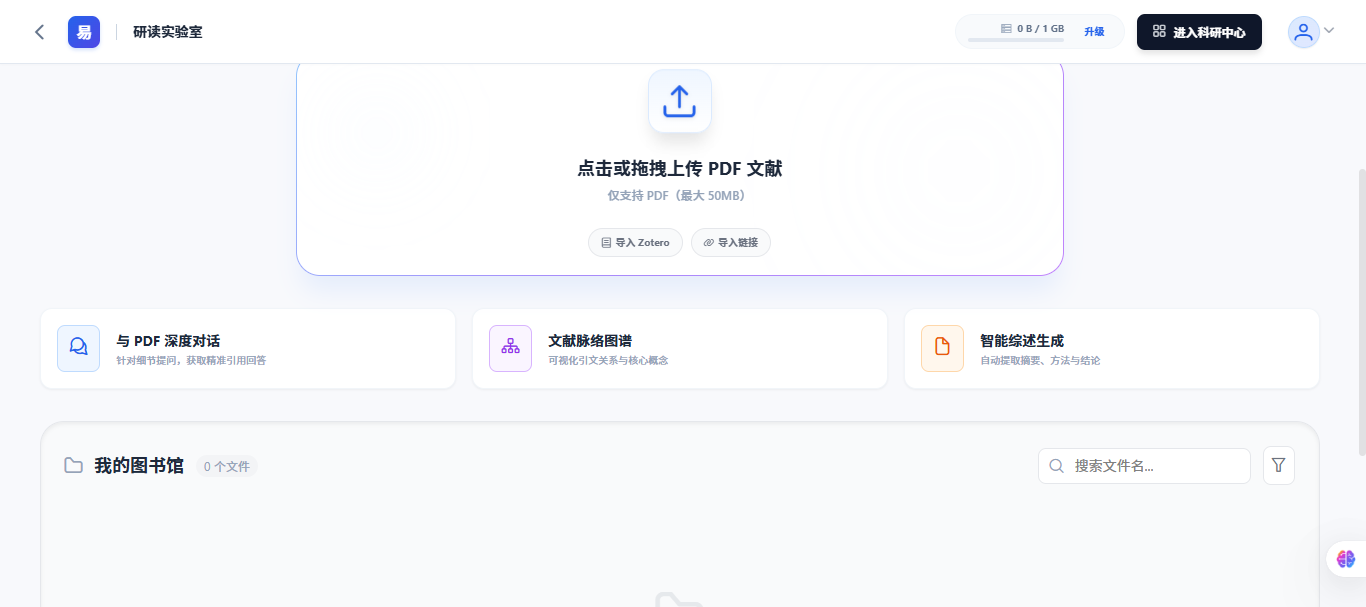 易
研读实验室
0 B / 1 GB
升级
进入科研中心
点击或拖拽上传 PDF 文献
仅支持 PDF（最大 50MB）
导入 Zotero
导入链接
与 PDF 深度对话
针对细节提问，获取精准引用回答
文献脉络图谱
可视化引文关系与核心概念
智能综述生成
自动提取摘要、方法与结论
我的图书馆
0 个文件
搜索文件名...